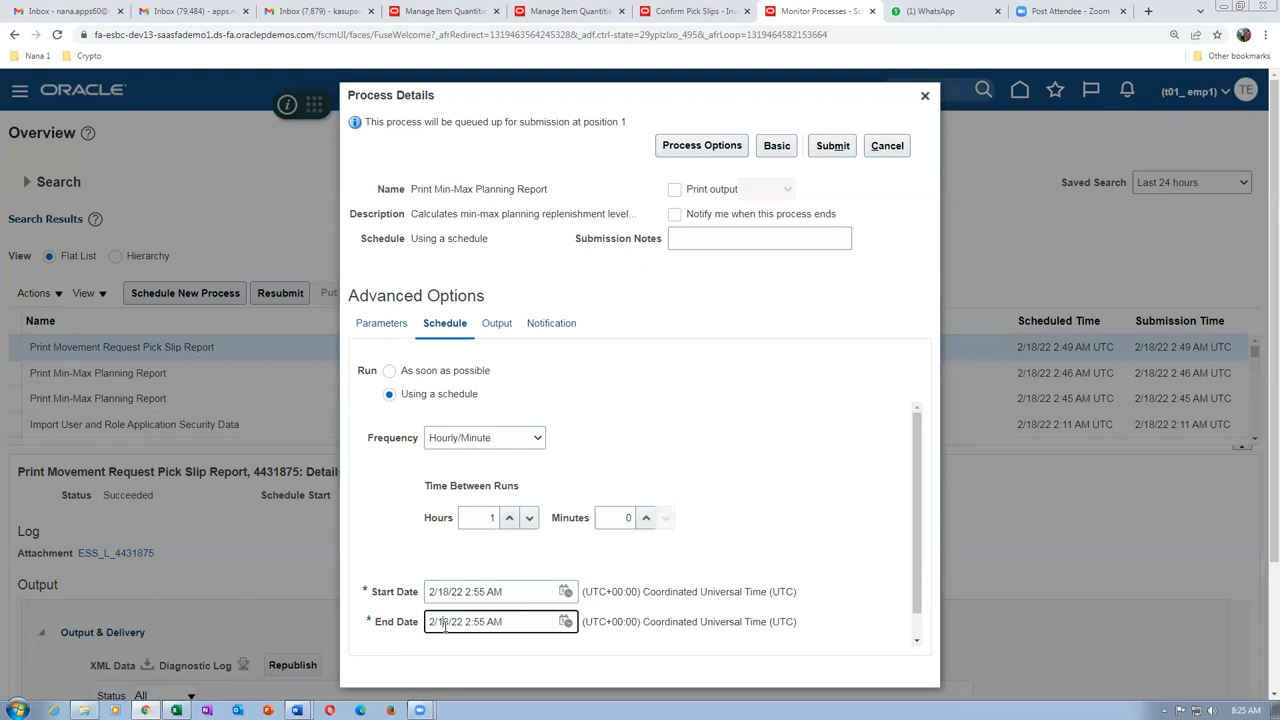 Inbox - nana.apps60@
Inbox (79,484) - apps.n
Inbox (7,879) - kasupan
Manage Item Quantitie
Manage Item Quantitie
Confirm Pick Slips - Inv
Monitor Processes - Sc
(1) WhatsApp
Post Attendee - Zoom
fa-esbc-dev13-saasfademo1.ds-fa.oraclepdemos.com/fscmUI/faces/FuseWelcome?_afrRedirect=1319463564245328&_adf.ctrl-state=29yplzlxo_495&_afrLoop=1319464582153664
Nana 1
Crypto
Other bookmarks
ORACLE
(t01_ emp1)
TE
Overview
Search
Saved Search
Last 24 hours
Search Results
View
Flat List
Hierarchy
Actions
View
Schedule New Process
Resubmit
Put
Name
Scheduled Time
Submission Time
Print Movement Request Pick Slip Report
2/18/22 2:49 AM UTC
2/18/22 2:49 AM UTC
Print Min-Max Planning Report
2/18/22 2:46 AM UTC
2/18/22 2:46 AM UTC
Print Min-Max Planning Report
2/18/22 2:45 AM UTC
2/18/22 2:45 AM UTC
Import User and Role Application Security Data
2/18/22 2:11 AM UTC
2/18/22 2:11 AM UTC
Print Movement Request Pick Slip Report, 4431875: Details
Status
Succeeded
Schedule Start
Log
Attachment
ESS_L_4431875
Output
Output & Delivery
XML Data
Diagnostic Log
Republish
Status
All
Process Details
This process will be queued up for submission at position 1
Process Options
Basic
Submit
Cancel
Name
Print Min-Max Planning Report
Print output
Description
Calculates min-max planning replenishment level...
Notify me when this process ends
Schedule
Using a schedule
Submission Notes
Advanced Options
Parameters
Schedule
Output
Notification
Run
As soon as possible
Using a schedule
Frequency
Hourly/Minute
Time Between Runs
Hours
1
Minutes
0
* Start Date
2/18/22 2:55 AM
(UTC+00:00) Coordinated Universal Time (UTC)
* End Date
2/18/22 2:55 AM
(UTC+00:00) Coordinated Universal Time (UTC)
8:25 AM